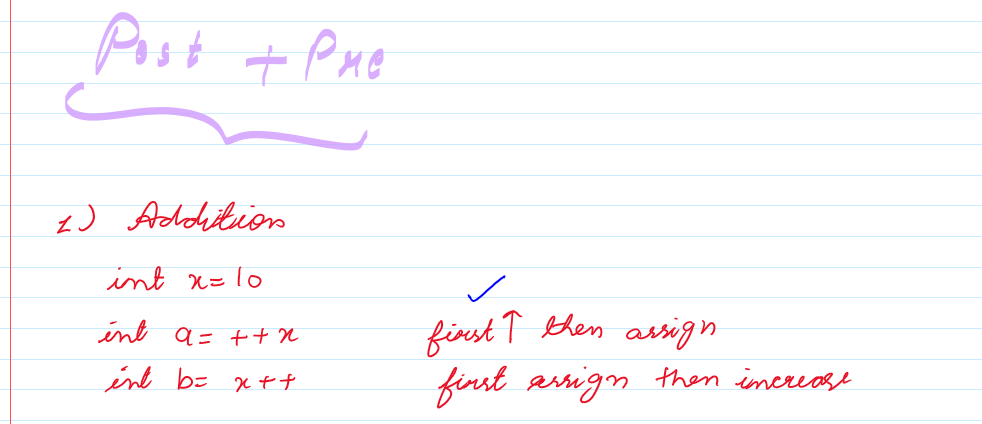 Post + Pre
1) Addition
int x = 10
int a = ++x first ↑ then assign
int b = x++ first assign then increase